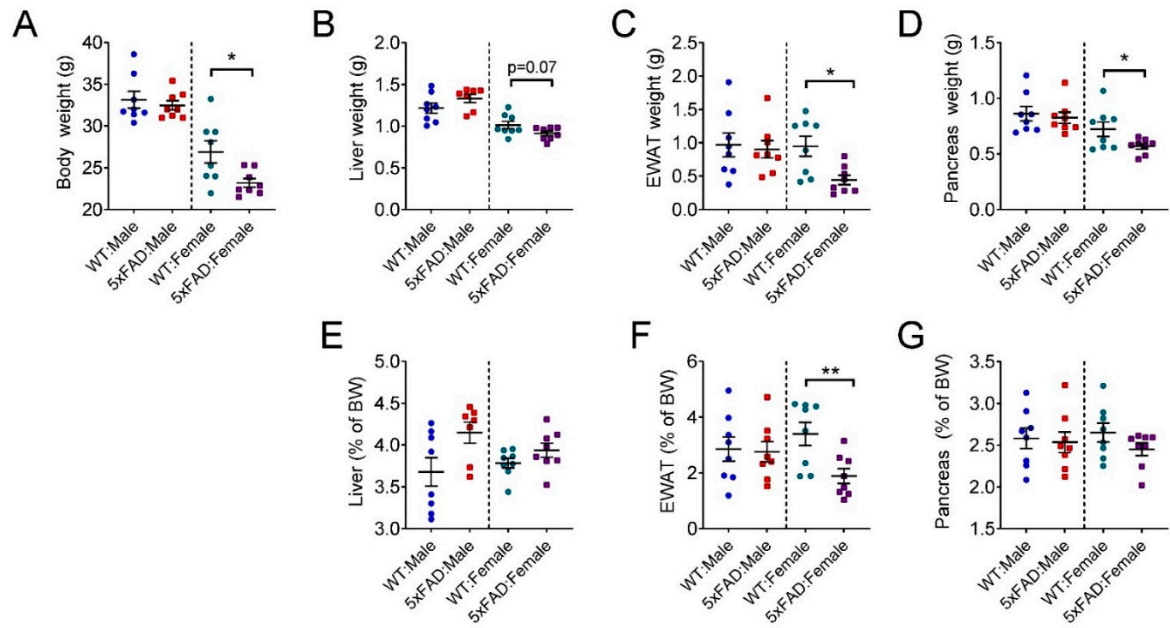 A
Body weight (g)
40
35
30
25
20
*
WT:Male
5xFAD:Male
WT:Female
5xFAD:Female
B
Liver weight (g)
2.0
1.5
1.0
0.5
0.0
p=0.07
WT:Male
5xFAD:Male
WT:Female
5xFAD:Female
C
EWAT weight (g)
2.5
2.0
1.5
1.0
0.5
0.0
*
WT:Male
5xFAD:Male
WT:Female
5xFAD:Female
D
Pancreas weight (g)
1.5
1.0
0.5
0.0
*
WT:Male
5xFAD:Male
WT:Female
5xFAD:Female
E
Liver (% of BW)
5.0
4.5
4.0
3.5
3.0
WT:Male
5xFAD:Male
WT:Female
5xFAD:Female
F
EWAT (% of BW)
6
4
2
0
**
WT:Male
5xFAD:Male
WT:Female
5xFAD:Female
G
Pancreas (% of BW)
3.5
3.0
2.5
2.0
1.5
WT:Male
5xFAD:Male
WT:Female
5xFAD:Female